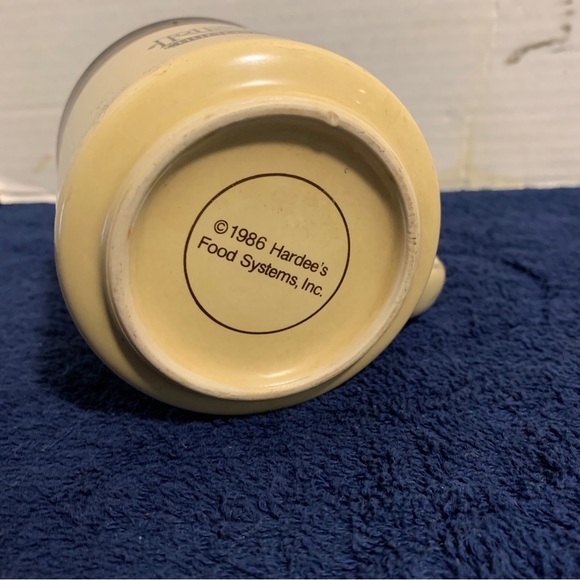 ©1986 Hardee's
Food Systems, Inc.